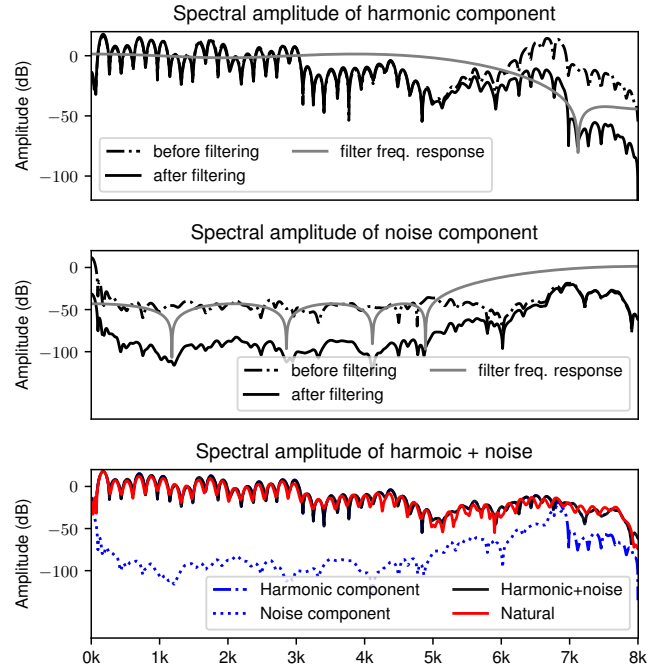 Spectral amplitude of harmonic component
Amplitude (dB)
0
−50
−100
before filtering
after filtering
filter freq. response
Spectral amplitude of noise component
Amplitude (dB)
0
−50
−100
before filtering
after filtering
filter freq. response
Spectral amplitude of harmoic + noise
Amplitude (dB)
0
−50
−100
Harmonic component
Noise component
Harmonic+noise
Natural
0k 1k 2k 3k 4k 5k 6k 7k 8k